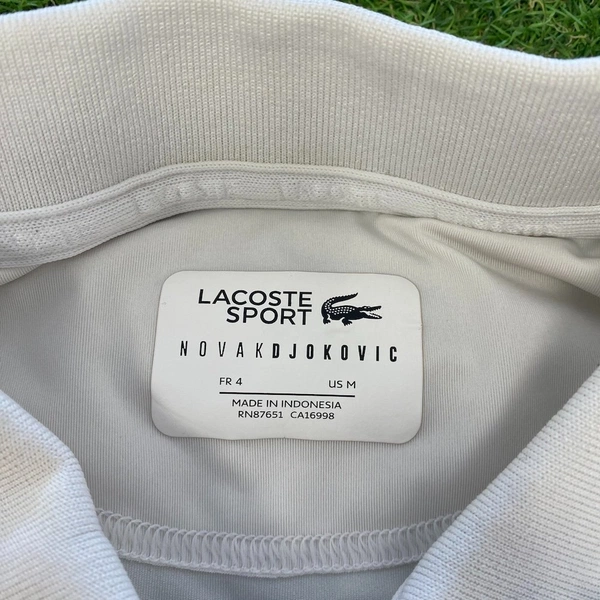 LACOSTE
SPORT
NOVAKDJOKOVIC
FR 4 US M
MADE IN INDONESIA
RN87651 CA16998